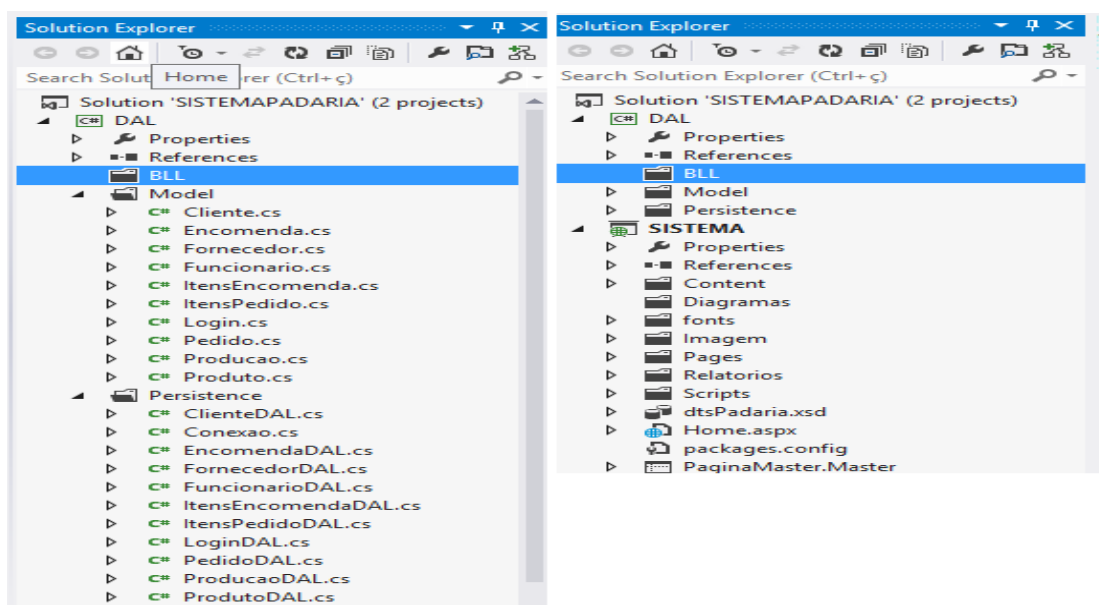 Solution Explorer
Search Solut Home rer (Ctrl+ç)
Solution 'SISTEMAPADARIA' (2 projects)
C# DAL
Properties
References
BLL
Model
C# Cliente.cs
C# Encomenda.cs
C# Fornecedor.cs
C# Funcionario.cs
C# ItensEncomenda.cs
C# ItensPedido.cs
C# Login.cs
C# Pedido.cs
C# Producao.cs
C# Produto.cs
Persistence
C# ClienteDAL.cs
C# Conexao.cs
C# EncomendaDAL.cs
C# FornecedorDAL.cs
C# FuncionarioDAL.cs
C# ItensEncomendaDAL.cs
C# ItensPedidoDAL.cs
C# LoginDAL.cs
C# PedidoDAL.cs
C# ProducaoDAL.cs
C# ProdutoDAL.cs
Solution Explorer
Search Solution Explorer (Ctrl+ç)
Solution 'SISTEMAPADARIA' (2 projects)
C# DAL
Properties
References
BLL
Model
Persistence
SISTEMA
Properties
References
Content
Diagramas
fonts
Imagem
Pages
Relatorios
Scripts
dtsPadaria.xsd
Home.aspx
packages.config
PaginaMaster.Master